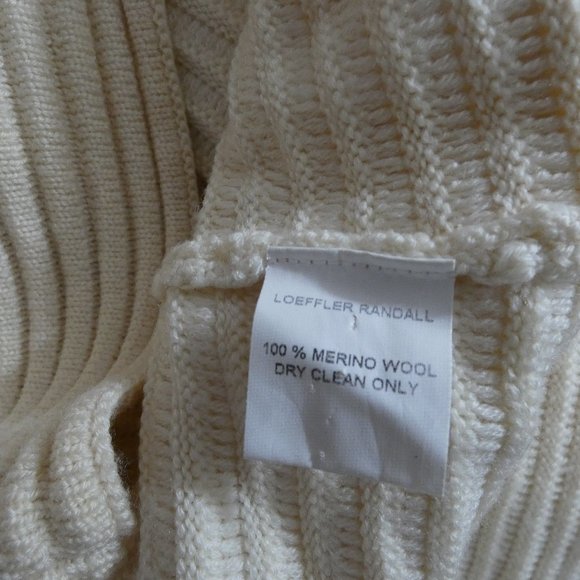 LOEFFLER RANDALL
100 % MERINO WOOL
DRY CLEAN ONLY